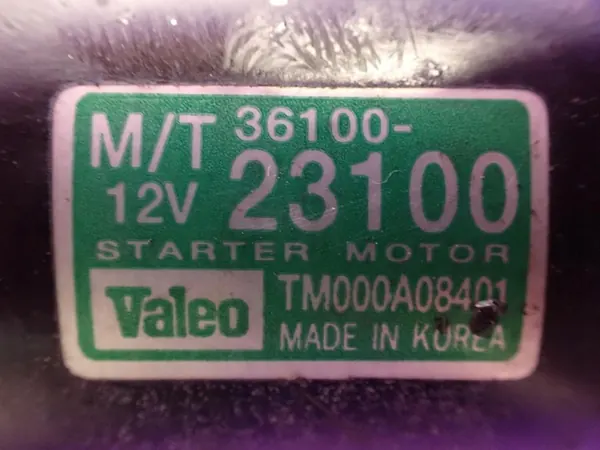 M/T 36100-
12V 23100
STARTER MOTOR
Valeo TM000A08401
MADE IN KOREA